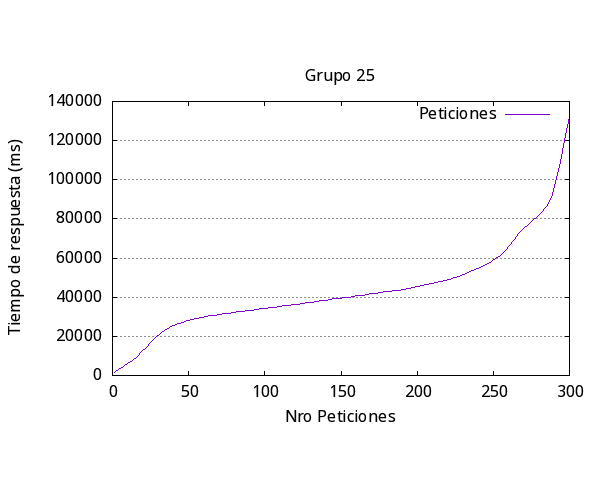 Grupo 25
Peticiones
140000
120000
100000
80000
60000
40000
20000
0
0 50 100 150 200 250 300
Tiempo de respuesta (ms)
Nro Peticiones